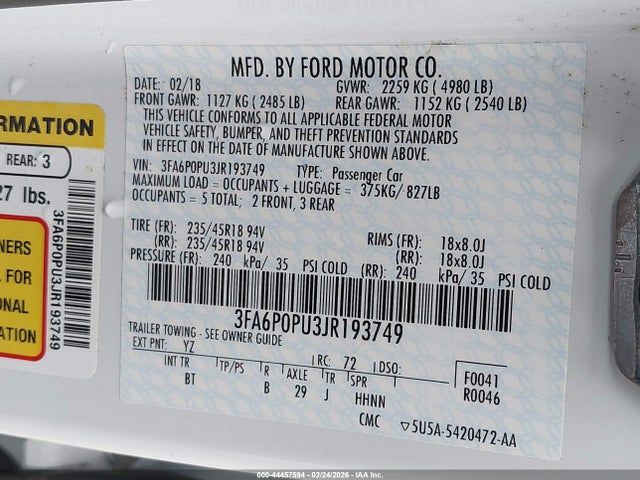 MFD. BY FORD MOTOR CO.
DATE: 02/18 GVWR: 2259 KG ( 4980 LB)
FRONT GAWR: 1127 KG ( 2485 LB) REAR GAWR: 1152 KG ( 2540 LB)
THIS VEHICLE CONFORMS TO ALL APPLICABLE FEDERAL MOTOR
VEHICLE SAFETY, BUMPER, AND THEFT PREVENTION STANDARDS
IN EFFECT ON THE DATE OF MANUFACTURE SHOWN ABOVE.
VIN: 3FA6P0PU3JR193749 TYPE: Passenger Car
MAXIMUM LOAD = OCCUPANTS + LUGGAGE = 375KG/ 827LB
OCCUPANTS = 5 TOTAL; 2 FRONT, 3 REAR
TIRE (FR): 235/45R18 94V RIMS (FR): 18x8.0J
(RR): 235/45R18 94V (RR): 18x8.0J
PRESSURE (FR): 240 kPa/ 35 PSI COLD (RR): 240 kPa/ 35 PSI COLD
3FA6P0PU3JR193749
TRAILER TOWING - SEE OWNER GUIDE
EXT PNT: YZ RC: 72 DSO:
INT TR TP/PS R AXLE TR SPR F0041
BT B 29 J HHNN R0046
CMC 5U5A-5420472-AA
ORMATION
REAR: 3
27 lbs.
3FA6P0PU3JR193749
NERS
L FOR
ONAL
ATION
000-44457594 - 02/24/2026 - IAAI.COM